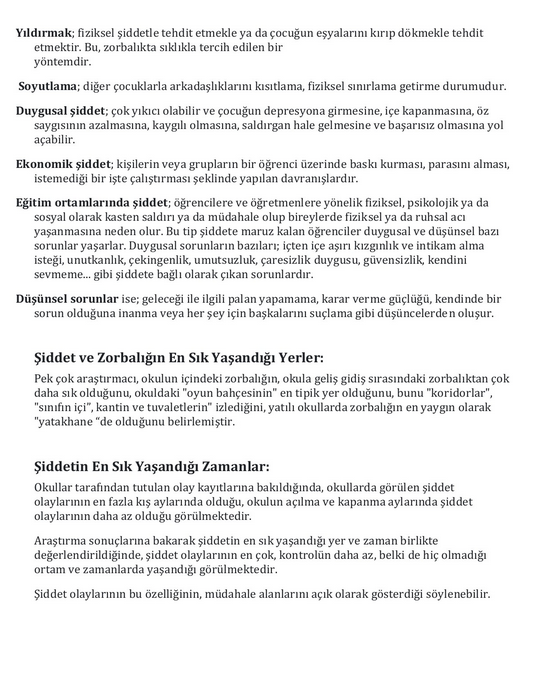 Yıldırmak; fiziksel şiddetle tehdit etmekle ya da çocuğun eşyalarını kırıp dökmekle tehdit
etmektir. Bu, zorbalıkta sıklıkla tercih edilen bir
yöntemdir.
Soyutlama; diğer çocuklarla arkadaşlıklarını kısıtlama, fiziksel sınırlama getirme durumudur.
Duygusal şiddet; çok yıkıcı olabilir ve çocuğun depresyona girmesine, içe kapanmasına, öz
saygısının azalmasına, kaygılı olmasına, saldırgan hale gelmesine ve başarısız olmasına yol
açabilir.
Ekonomik şiddet; kişilerin veya grupların bir öğrenci üzerinde baskı kurması, parasını alması,
istemediği bir işte çalıştırması şeklinde yapılan davranışlardır.
Eğitim ortamlarında şiddet; öğrencilere ve öğretmenlere yönelik fiziksel, psikolojik ya da
sosyal olarak kasten saldırı ya da müdahale olup bireylerde fiziksel ya da ruhsal acı
yaşanmasına neden olur. Bu tip şiddete maruz kalan öğrenciler duygusal ve düşünsel bazı
sorunlar yaşarlar. Duygusal sorunların bazıları; içten içe aşırı kızgınlık ve intikam alma
isteği, unutkanlık, çekingenlik, umutsuzluk, çaresizlik duygusu, güvensizlik, kendini
sevmeme... gibi şiddete bağlı olarak çıkan sorunlardır.
Düşünsel sorunlar ise; geleceği ile ilgili palan yapamama, karar verme güçlüğü, kendinde bir
sorun olduğuna inanma veya her şey için başkalarını suçlama gibi düşüncelerden oluşur.
Şiddet ve Zorbalığın En Sık Yaşandığı Yerler:
Pek çok araştırmacı, okulun içindeki zorbalığın, okula geliş gidiş sırasındaki zorbalıktan çok
daha sık olduğunu, okuldaki "oyun bahçesinin" en tipik yer olduğunu, bunu "koridorlar",
"sınıfın içi", kantin ve tuvaletlerin" izlediğini, yatılı okullarda zorbalığın en yaygın olarak
"yatakhane “de olduğunu belirlemiştir.
Şiddetin En Sık Yaşandığı Zamanlar:
Okullar tarafından tutulan olay kayıtlarına bakıldığında, okullarda görülen şiddet
olaylarının en fazla kış aylarında olduğu, okulun açılma ve kapanma aylarında şiddet
olaylarının daha az olduğu görülmektedir.
Araştırma sonuçlarına bakarak şiddetin en sık yaşandığı yer ve zaman birlikte
değerlendirildiğinde, şiddet olaylarının en çok, kontrolün daha az, belki de hiç olmadığı
ortam ve zamanlarda yaşandığı görülmektedir.
Şiddet olaylarının bu özelliğinin, müdahale alanlarını açık olarak gösterdiği söylenebilir.